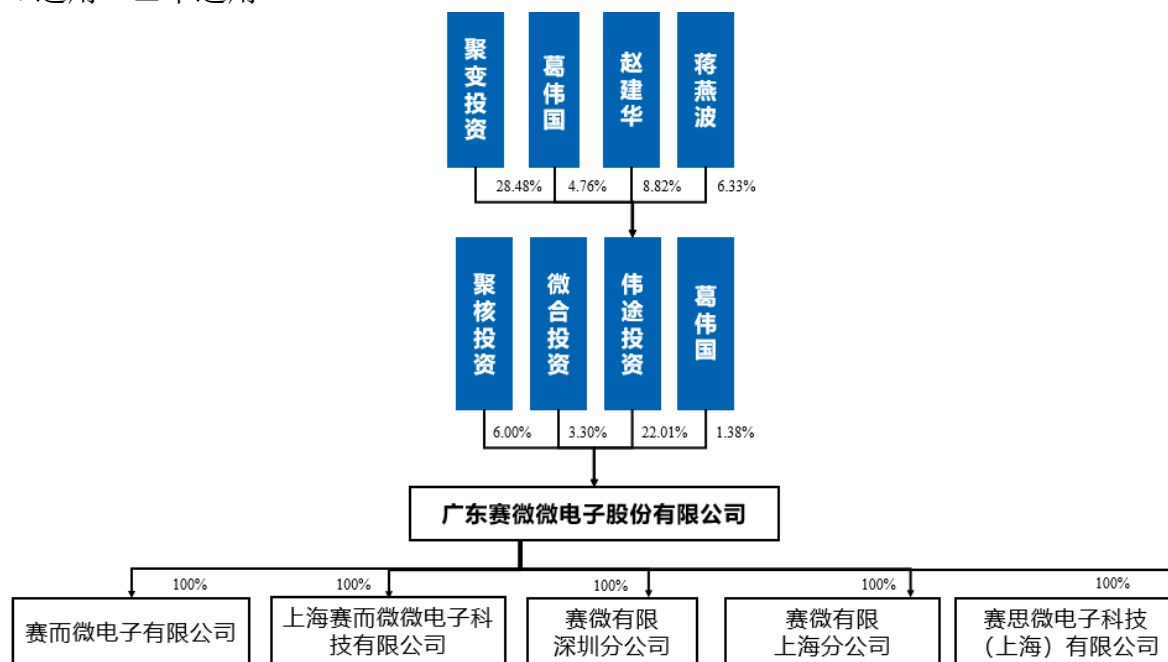 聚变投资
葛伟国
赵建华
蒋燕波
28.48%
4.76%
8.82%
6.33%
聚核投资
微合投资
伟途投资
葛伟国
6.00%
3.30%
22.01%
1.38%
广东赛微微电子股份有限公司
100%
100%
100%
100%
100%
赛而微电子有限公司
上海赛而微微电子科
技有限公司
赛微有限
深圳分公司
赛微有限
上海分公司
赛思微电子科技
（上海）有限公司